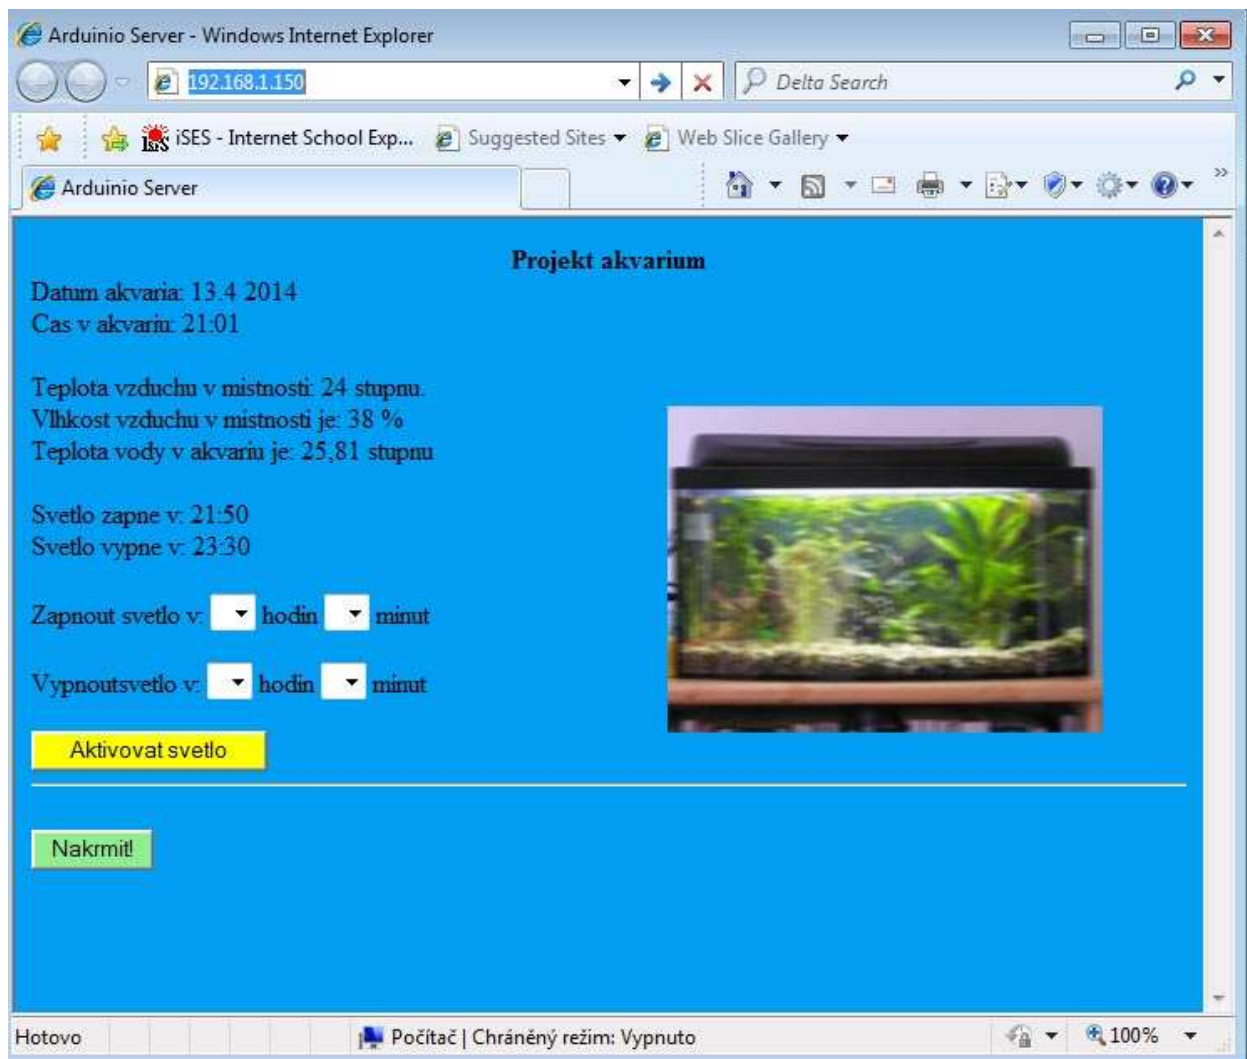 Arduinio Server - Windows Internet Explorer
192.168.1.150
Delta Search
iSES - Internet School Exp...
Suggested Sites
Web Slice Gallery
Arduinio Server
Projekt akvarium
Datum akvaria: 13.4 2014
Cas v akvariu: 21:01
Teplota vzduchu v mistnosti: 24 stupnu.
Vlhkost vzduchu v mistnosti je: 38 %
Teplota vody v akvariu je: 25,81 stupnu
Svetlo zapne v: 21:50
Svetlo vypne v: 23:30
Zapnout svetlo v: hodin minut
Vypnoutsvetlo v: hodin minut
Aktivovat svetlo
Nakrmit!
Hotovo
Počítač | Chráněný režim: Vypnuto
100%